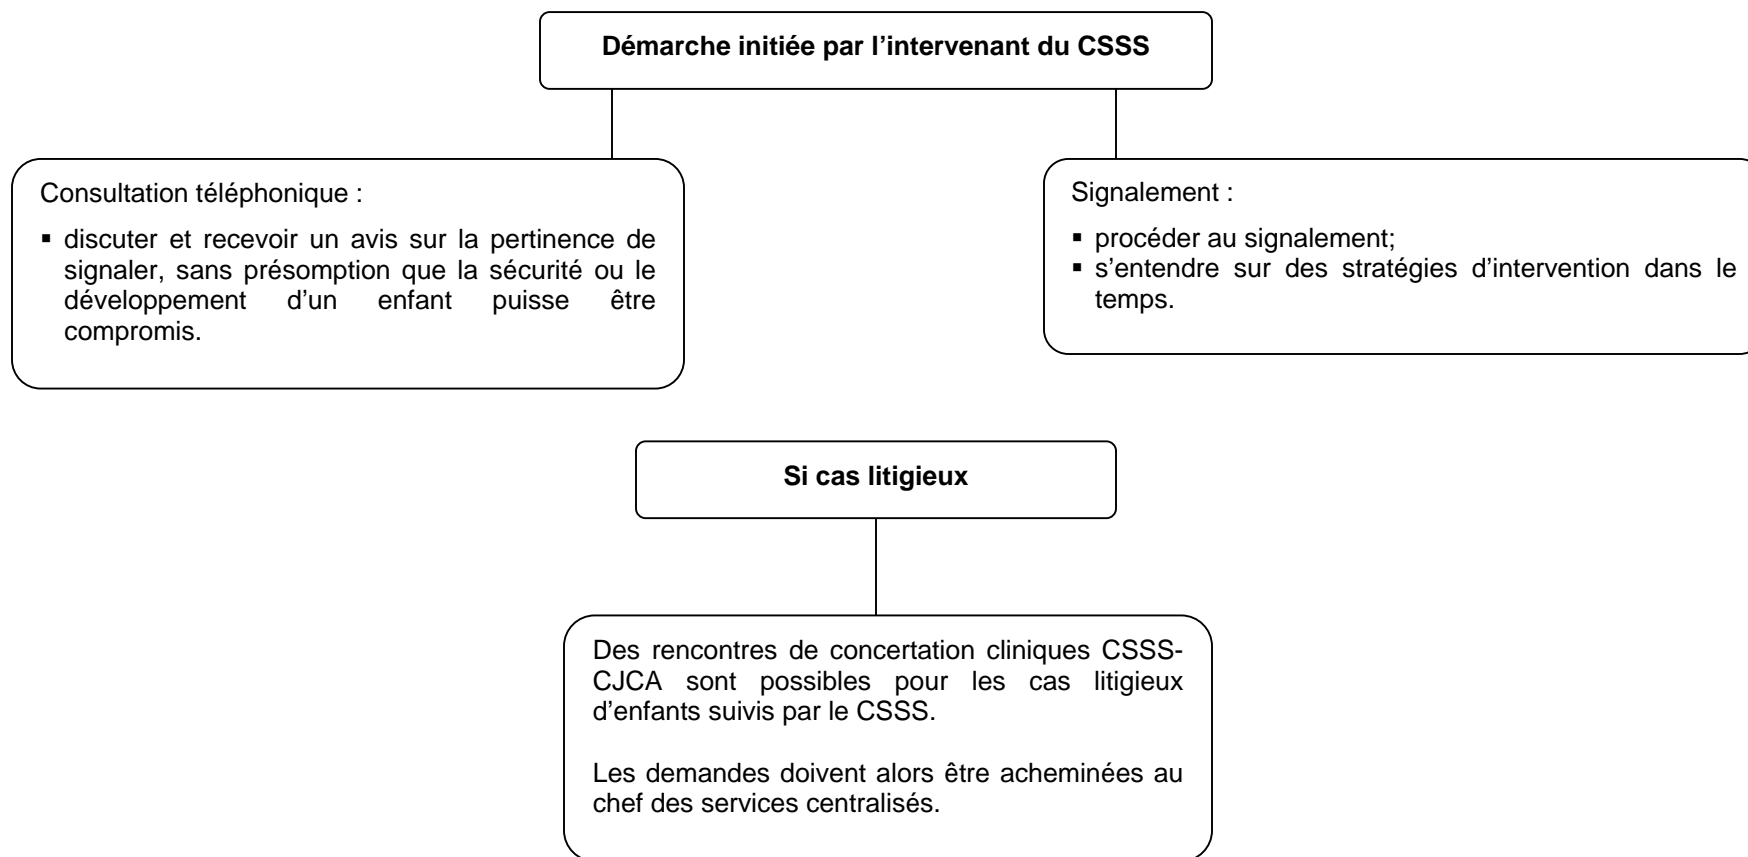 Démarche initiée par l’intervenant du CSSS
Consultation téléphonique :
▪ discuter et recevoir un avis sur la pertinence de
signaler, sans présomption que la sécurité ou le
développement d’un enfant puisse être
compromis.
Signalement :
▪ procéder au signalement;
▪ s’entendre sur des stratégies d’intervention dans le
temps.
Si cas litigieux
Des rencontres de concertation cliniques CSSS-
CJCA sont possibles pour les cas litigieux
d’enfants suivis par le CSSS.
Les demandes doivent alors être acheminées au
chef des services centralisés.